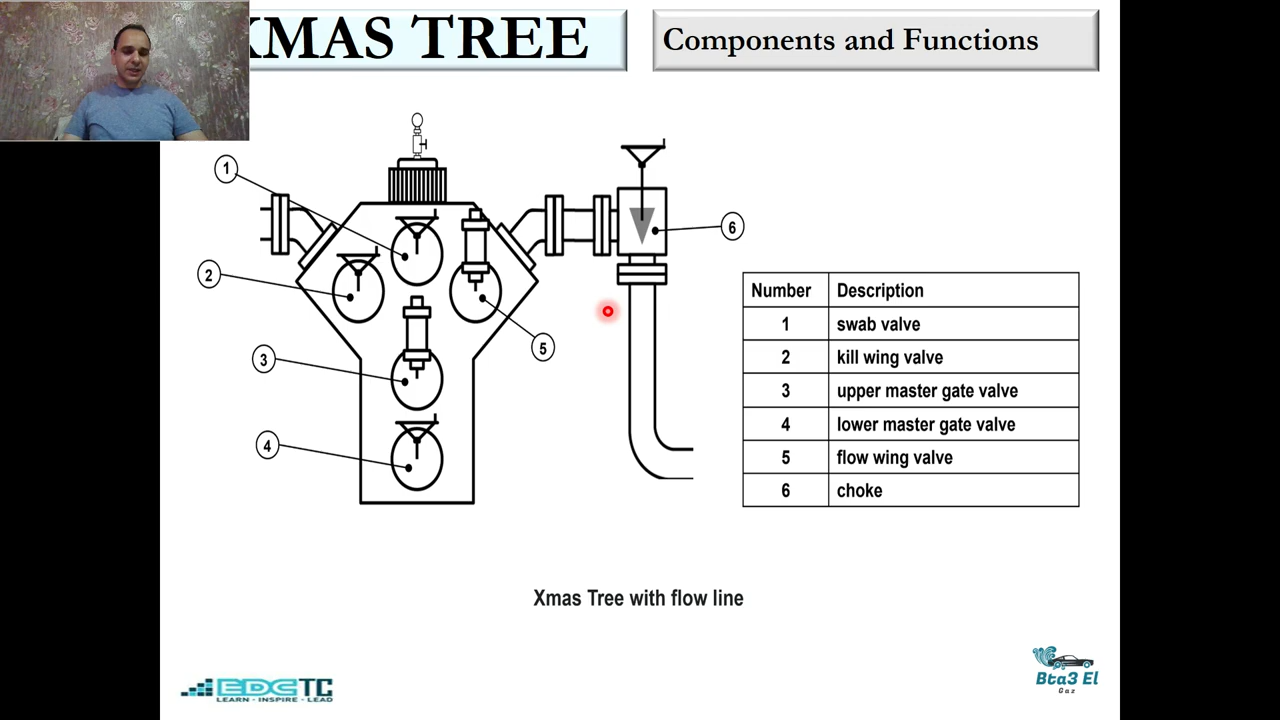 XMAS TREE
Components and Functions
1
2
3
4
5
6
Number Description
1 swab valve
2 kill wing valve
3 upper master gate valve
4 lower master gate valve
5 flow wing valve
6 choke
Xmas Tree with flow line
EDCTC
LEARN - INSPIRE - LEAD
Bta3 El
Gaz